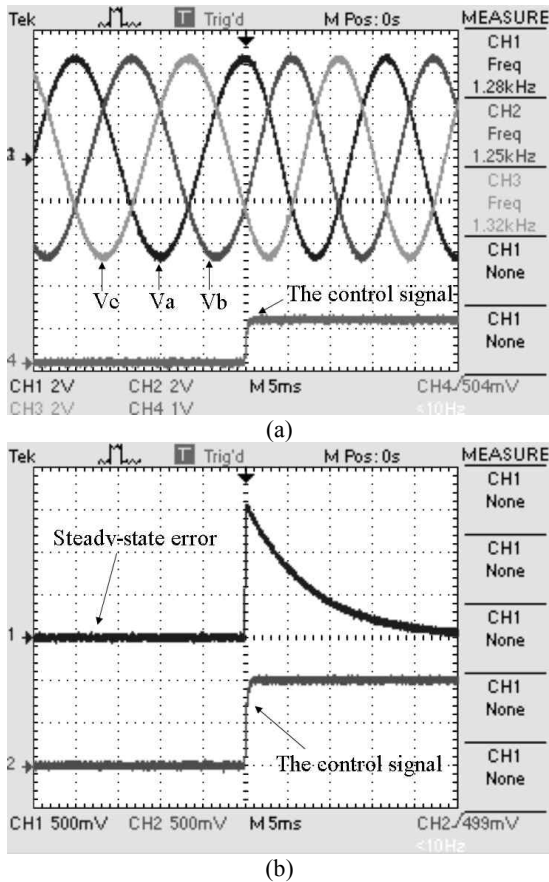 Tek T Trig'd M Pos: 0s MEASURE
CH1
Freq
1.28kHz
CH2
Freq
1.25kHz
CH3
Freq
1.32kHz
CH1
None
CH1
None
Vc Va Vb
The control signal
4
CH1 2V CH2 2V M 5ms CH4 504mV
CH3 2V CH4 1V <10Hz
(a)
Tek T Trig'd M Pos: 0s MEASURE
CH1
None
CH1
None
CH1
None
CH1
None
CH1
None
Steady-state error
1
2
The control signal
CH1 500mV CH2 500mV M 5ms CH2 499mV
<10Hz
(b)